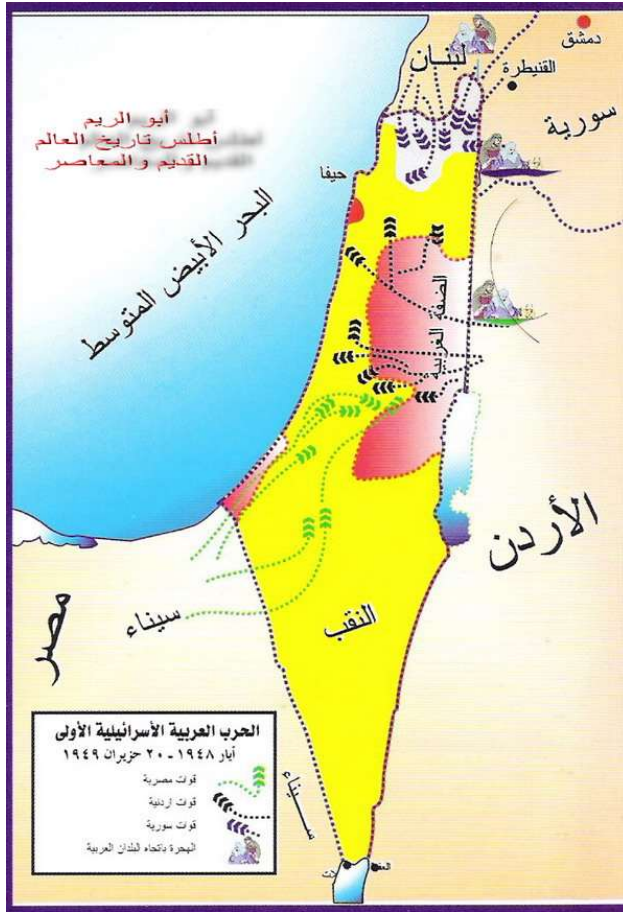 دمشق
لبنان
القنيطرة
سورية
أبو الريم
أطلس تاريخ العالم
القديم والمعاصر
حيفا
البحر الأبيض المتوسط
الضفة الغربية
الأردن
النقب
سيناء
مصر
سيناء
الحرب العربية الأسرائيلية الأولى
أيار ١٩٤٨ - ٢٠ حزيران ١٩٤٩
قوات مصرية
قوات اردنية
قوات سورية
الهجرة باتجاه البلدان العربية